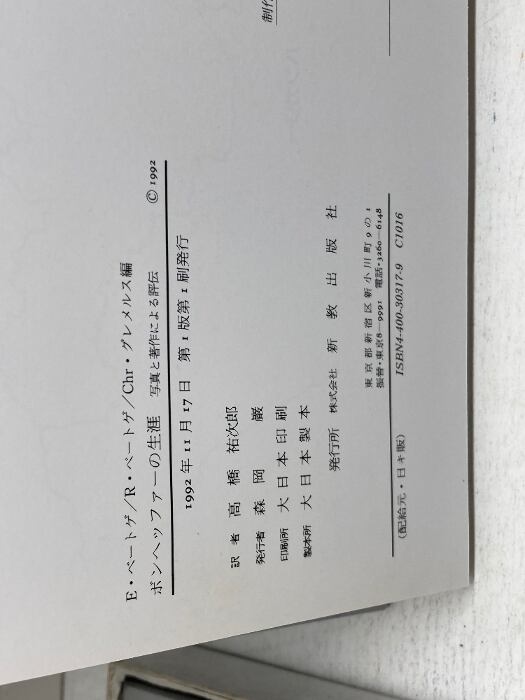 制作
E・ベートゲ/R・ベートゲ/Chr・グレメルス編
ボンヘッファーの生涯 写真と著作による評伝 © 1992
1992年11月17日 第1版第1刷発行
訳者 高橋祐次郎
発行者 森岡巌
印刷所 大日本印刷
製本所 大日本製本
発行所 株式会社 新教出版社
東京都新宿区新小川町9の1
振替・東京8―9991 電話・3260―6148
(配給元・日キ販) ISBN4-400-30317-9 C1016